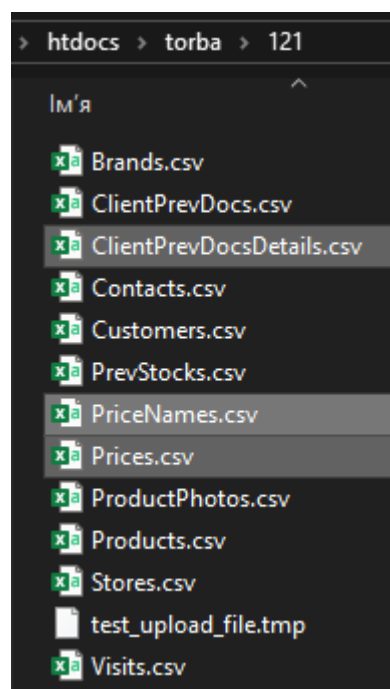 > htdocs > torba > 121
Ім'я
Brands.csv
ClientPrevDocs.csv
ClientPrevDocsDetails.csv
Contacts.csv
Customers.csv
PrevStocks.csv
PriceNames.csv
Prices.csv
ProductPhotos.csv
Products.csv
Stores.csv
test_upload_file.tmp
Visits.csv